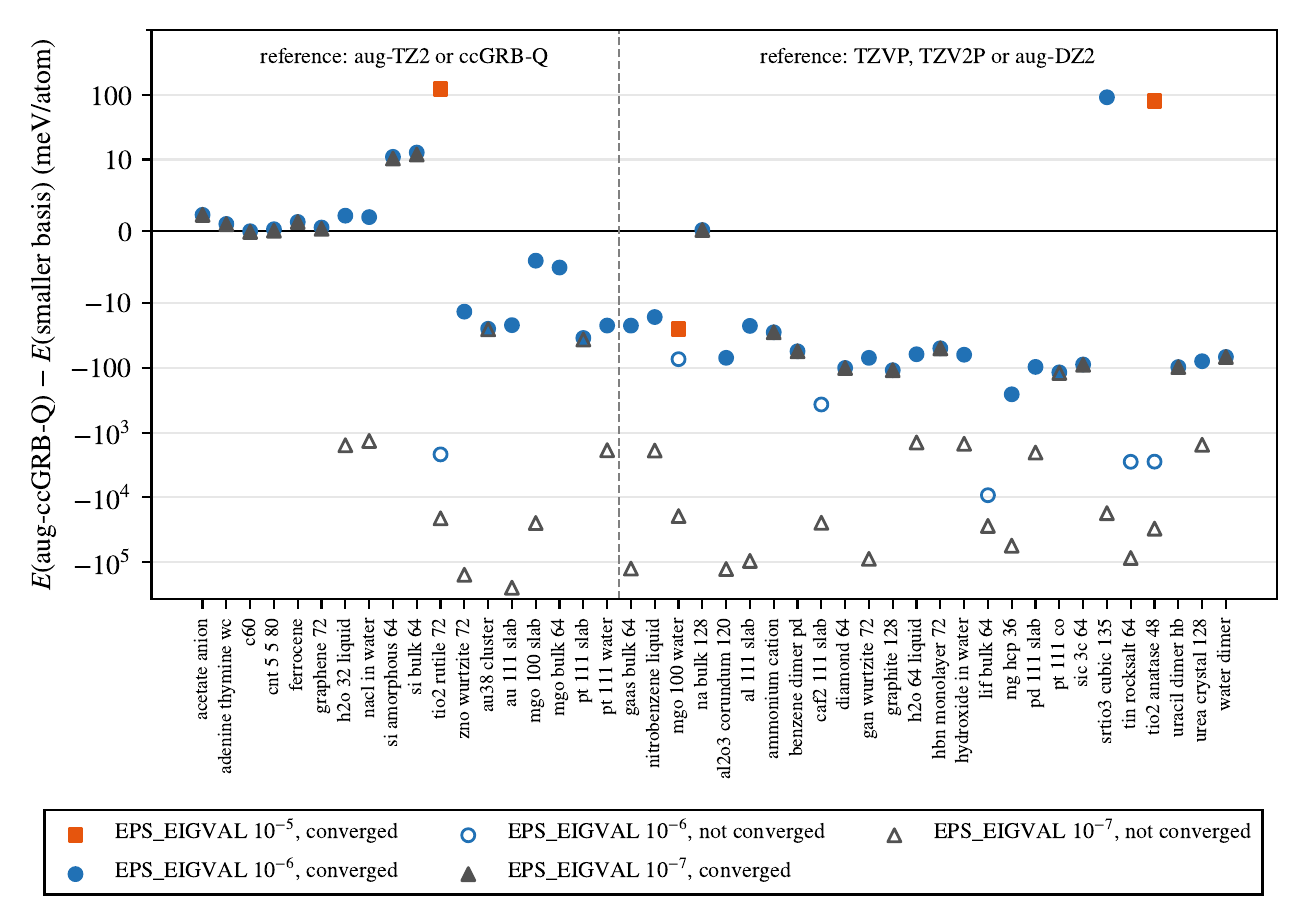 reference: aug-TZ2 or ccGRB-Q
reference: TZVP, TZV2P or aug-DZ2
E(aug-ccGRB-Q) − E(smaller basis) (meV/atom)
100
10
0
−10
−100
−10³
−10⁴
−10⁵
acetate anion
adenine thymine wc
c60
cnt 5 5 80
ferrocene
graphene 72
h2o 32 liquid
nacl in water
si amorphous 64
si bulk 64
tio2 rutile 72
zno wurtzite 72
au38 cluster
au 111 slab
mgo 100 slab
mgo bulk 64
pt 111 slab
pt 111 water
gaas bulk 64
nitrobenzene liquid
mgo 100 water
na bulk 128
al2o3 corundum 120
al 111 slab
ammonium cation
benzene dimer pd
caf2 111 slab
diamond 64
gan wurtzite 72
graphite 128
h2o 64 liquid
hbn monolayer 72
hydroxide in water
lif bulk 64
mg hcp 36
pd 111 slab
pt 111 co
sic 3c 64
srtio3 cubic 135
tin rocksalt 64
tio2 anatase 48
uracil dimer hb
urea crystal 128
water dimer
EPS_EIGVAL 10⁻⁵, converged
EPS_EIGVAL 10⁻⁶, converged
EPS_EIGVAL 10⁻⁶, not converged
EPS_EIGVAL 10⁻⁷, converged
EPS_EIGVAL 10⁻⁷, not converged